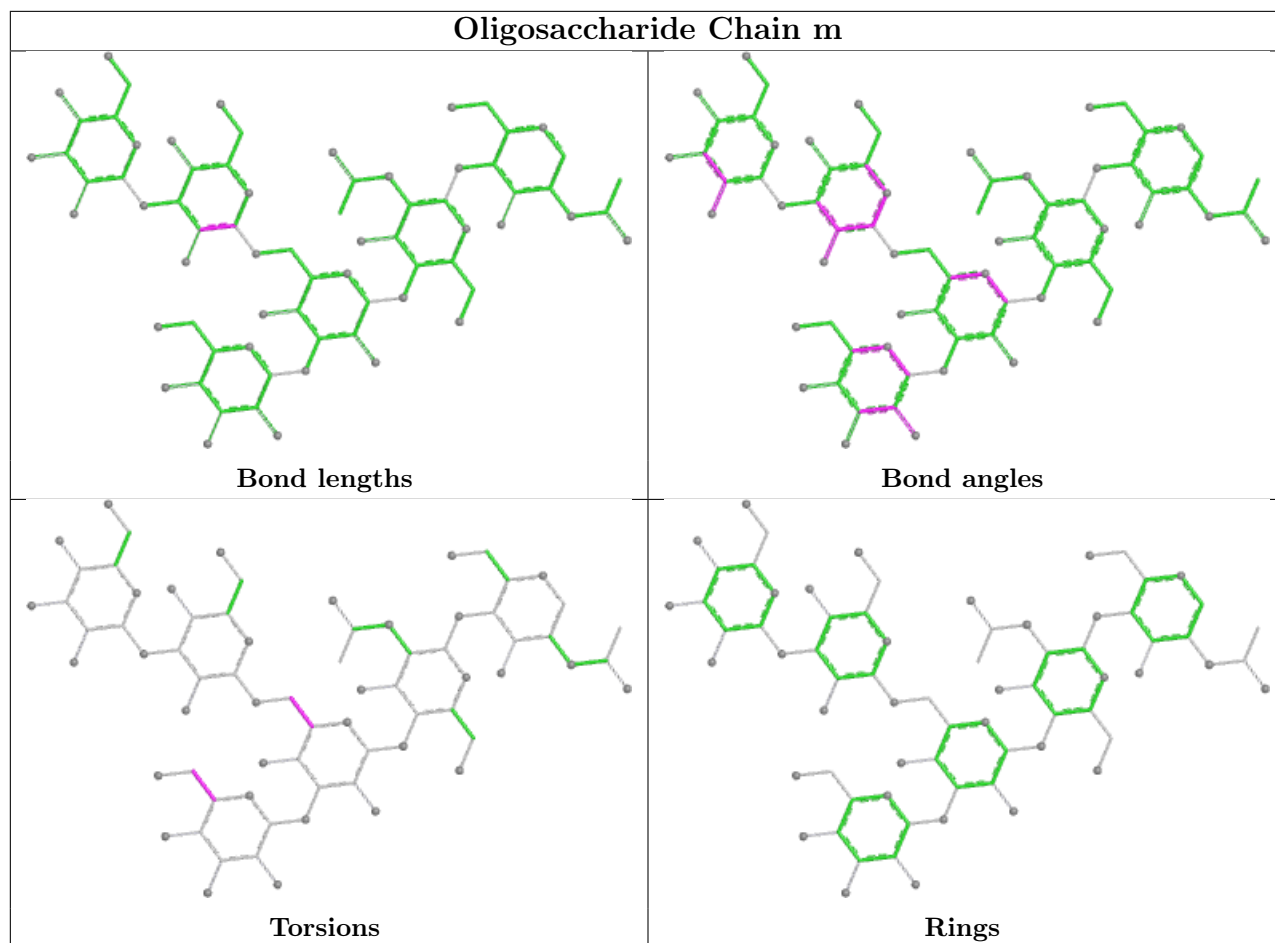 Oligosaccharide Chain m
Bond lengths
Bond angles
Torsions
Rings